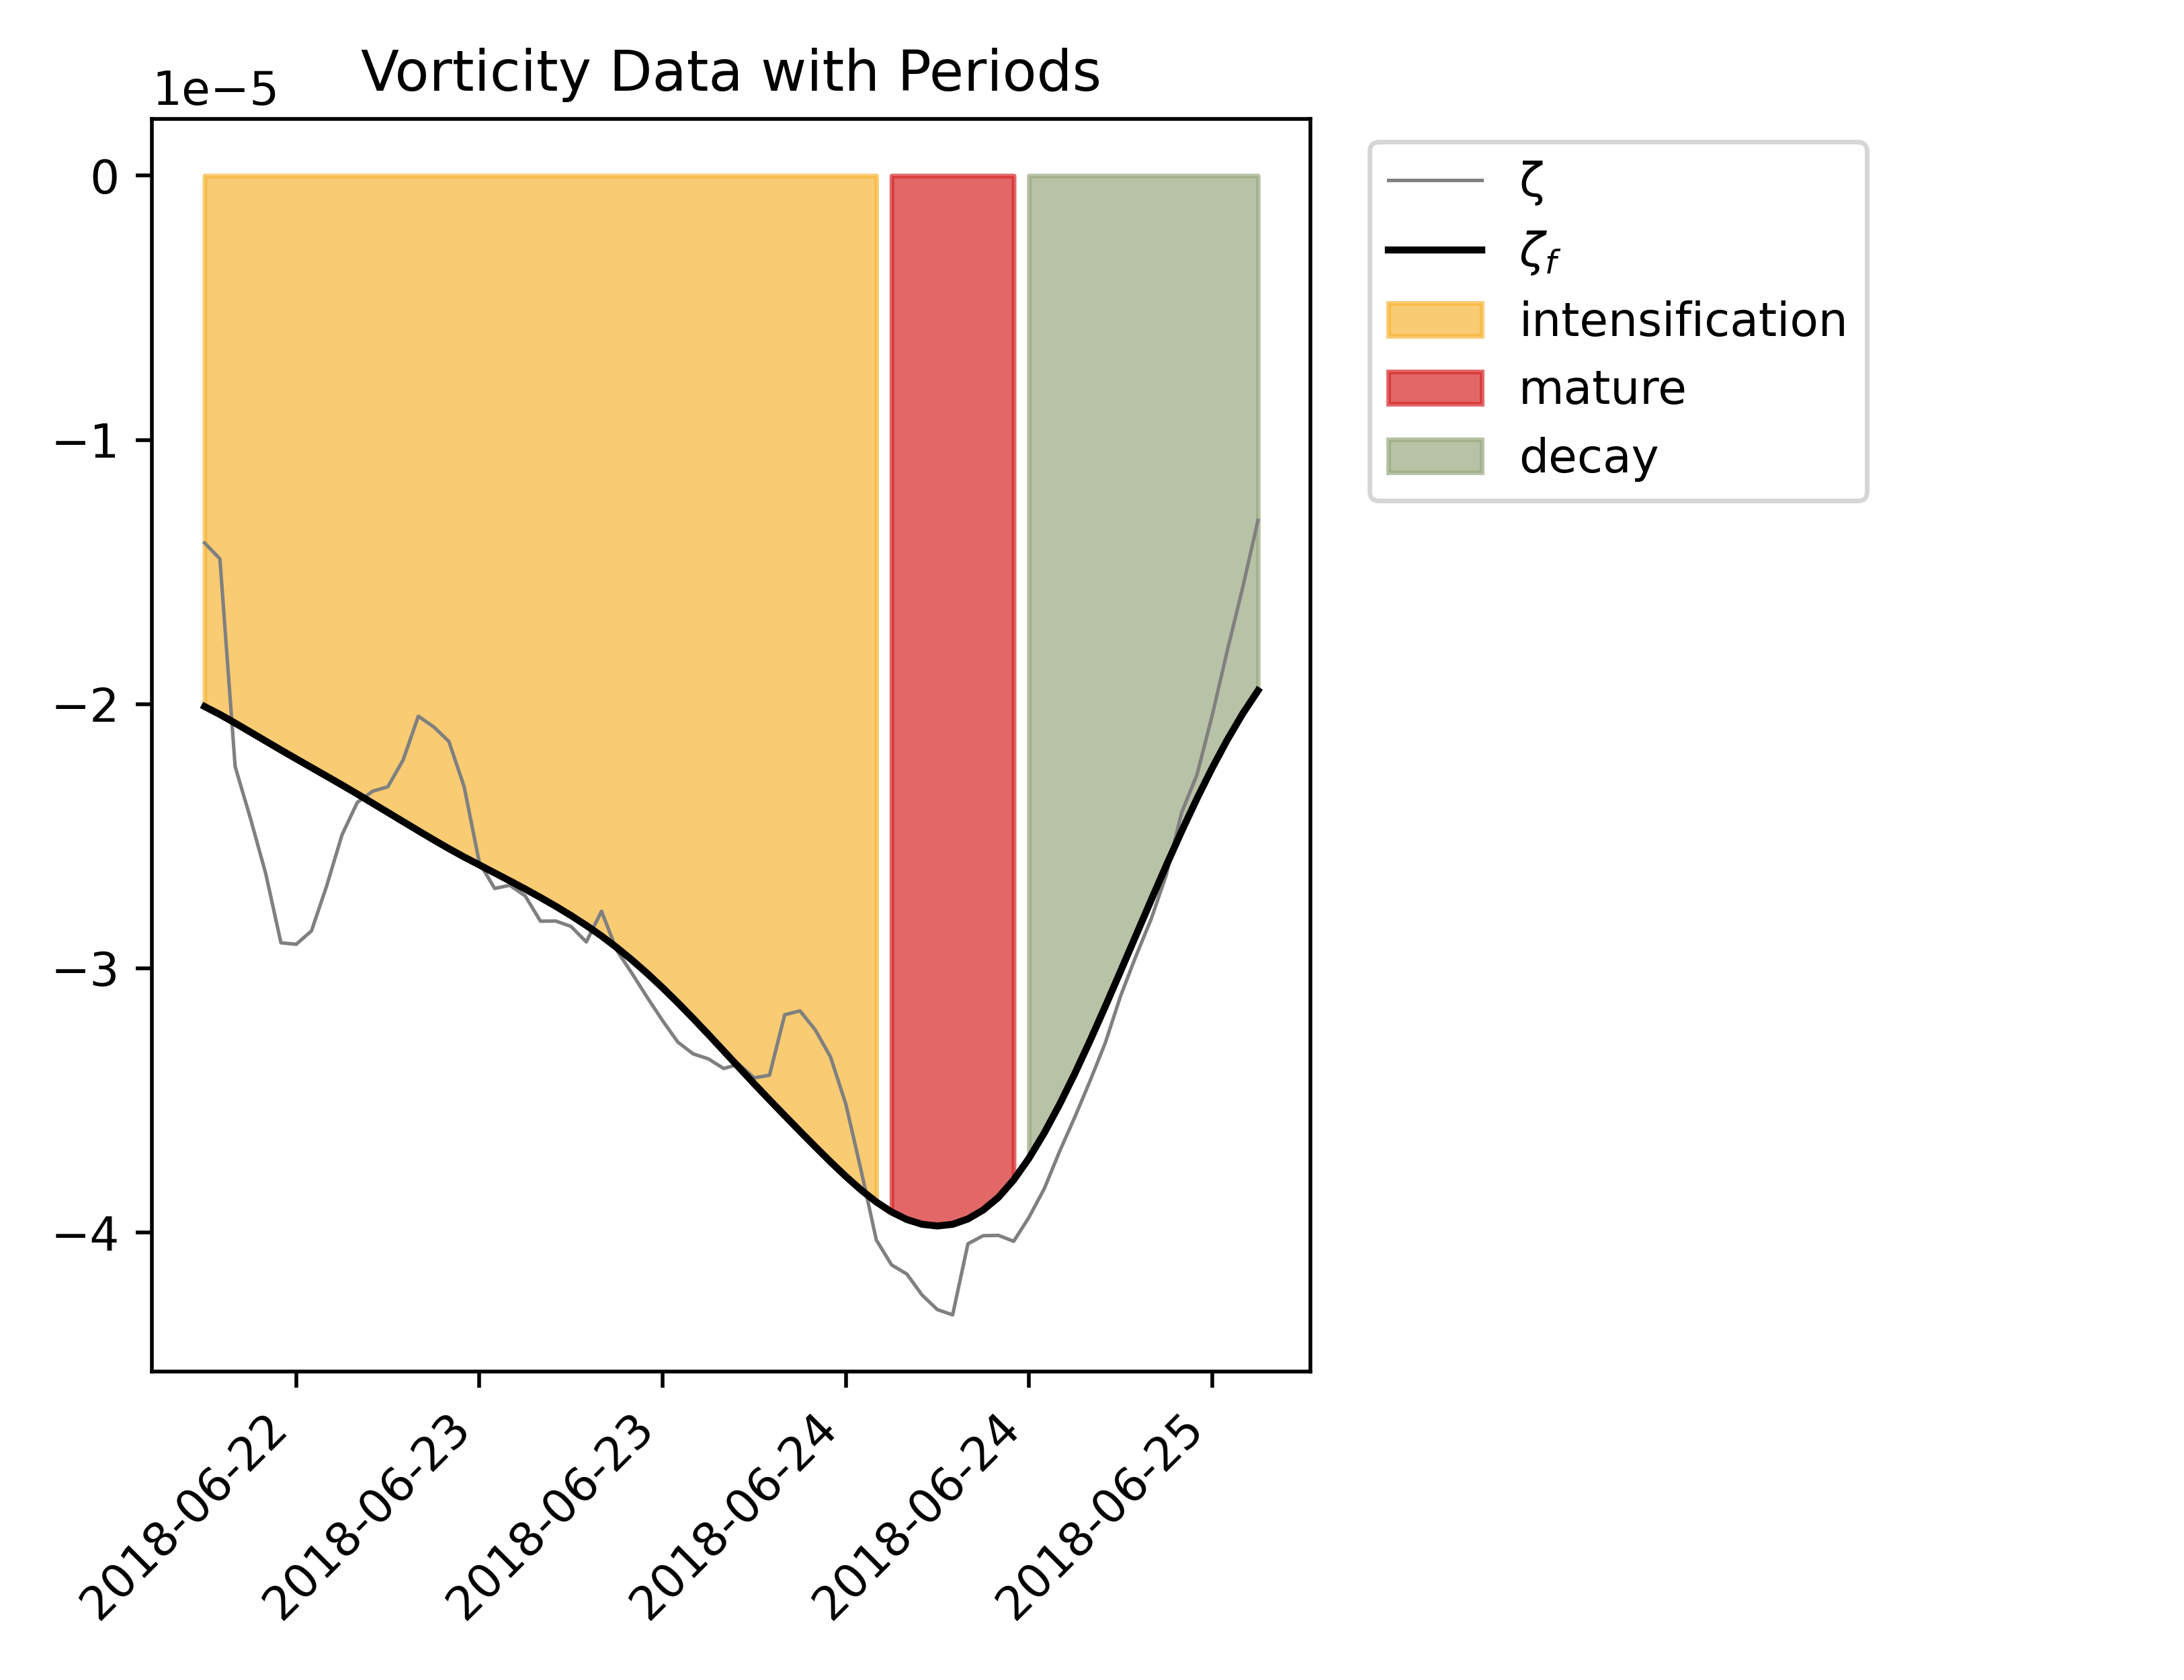 Vorticity Data with Periods
1e−5
0
−1
−2
−3
−4
2018-06-22
2018-06-23
2018-06-23
2018-06-24
2018-06-24
2018-06-25
ζ
ζf
intensification
mature
decay